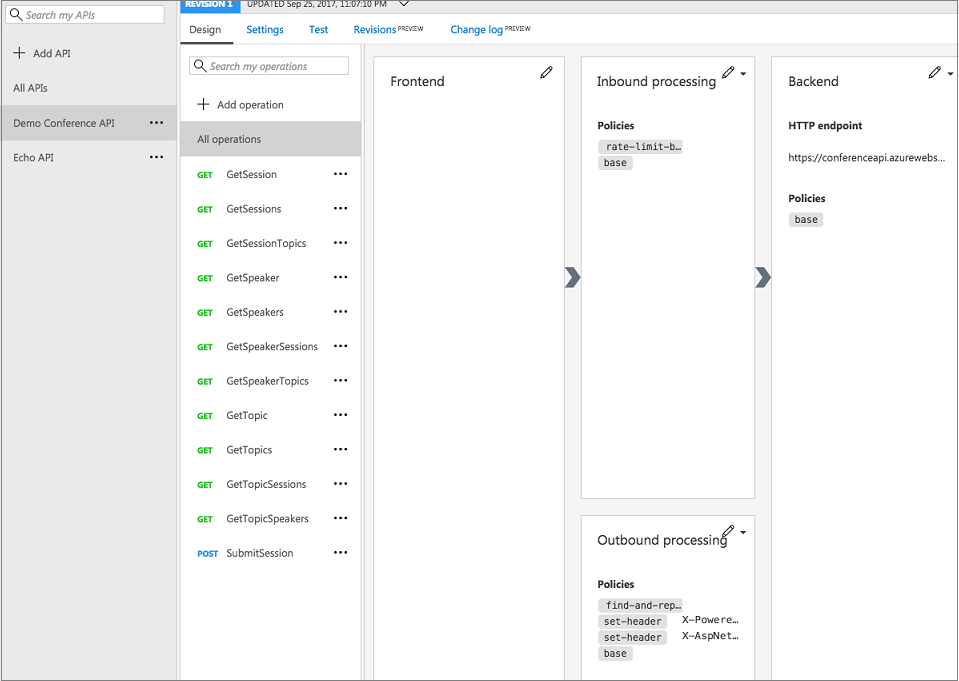 Search my APIs
Add API
All APIs
Demo Conference API
Echo API
REVISION 1 UPDATED Sep 25, 2017, 11:07:10 PM
Design Settings Test Revisions PREVIEW Change log PREVIEW
Search my operations
Add operation
All operations
GET GetSession
GET GetSessions
GET GetSessionTopics
GET GetSpeaker
GET GetSpeakers
GET GetSpeakerSessions
GET GetSpeakerTopics
GET GetTopic
GET GetTopics
GET GetTopicSessions
GET GetTopicSpeakers
POST SubmitSession
Frontend
Inbound processing
Policies
rate-limit-b…
base
Backend
HTTP endpoint
https://conferenceapi.azurewebs…
Policies
base
Outbound processing
Policies
find-and-rep…
set-header X-Powere…
set-header X-AspNet…
base